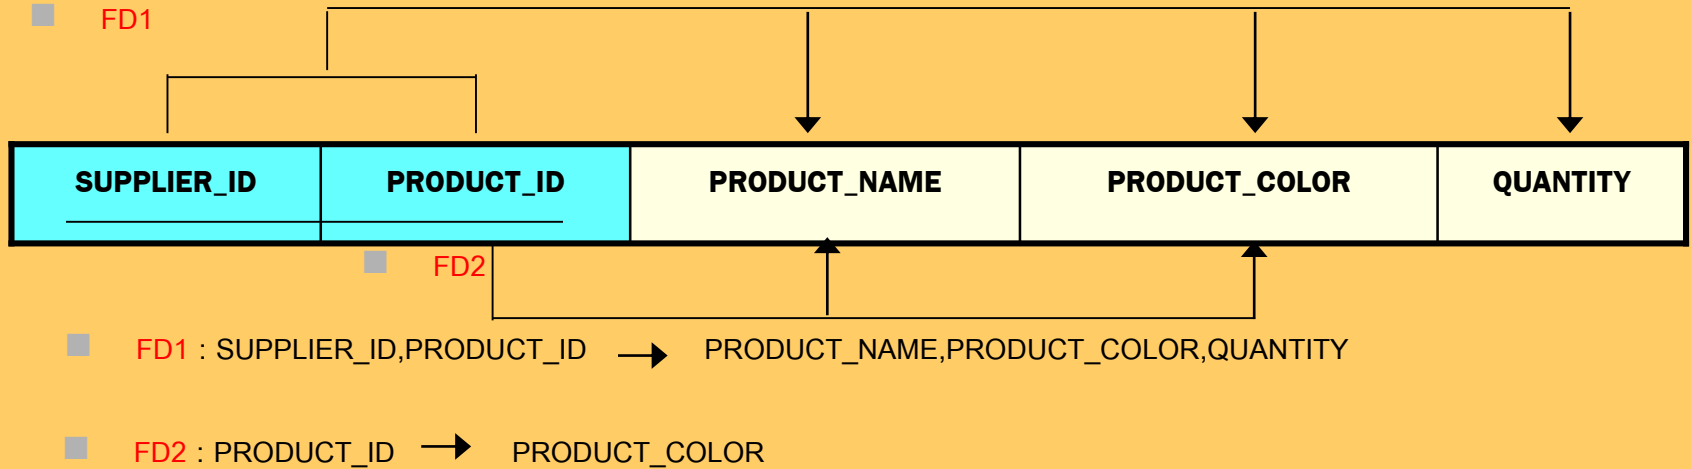 FD1
SUPPLIER_ID PRODUCT_ID PRODUCT_NAME PRODUCT_COLOR QUANTITY
FD2
FD1 : SUPPLIER_ID,PRODUCT_ID PRODUCT_NAME,PRODUCT_COLOR,QUANTITY
FD2 : PRODUCT_ID PRODUCT_COLOR